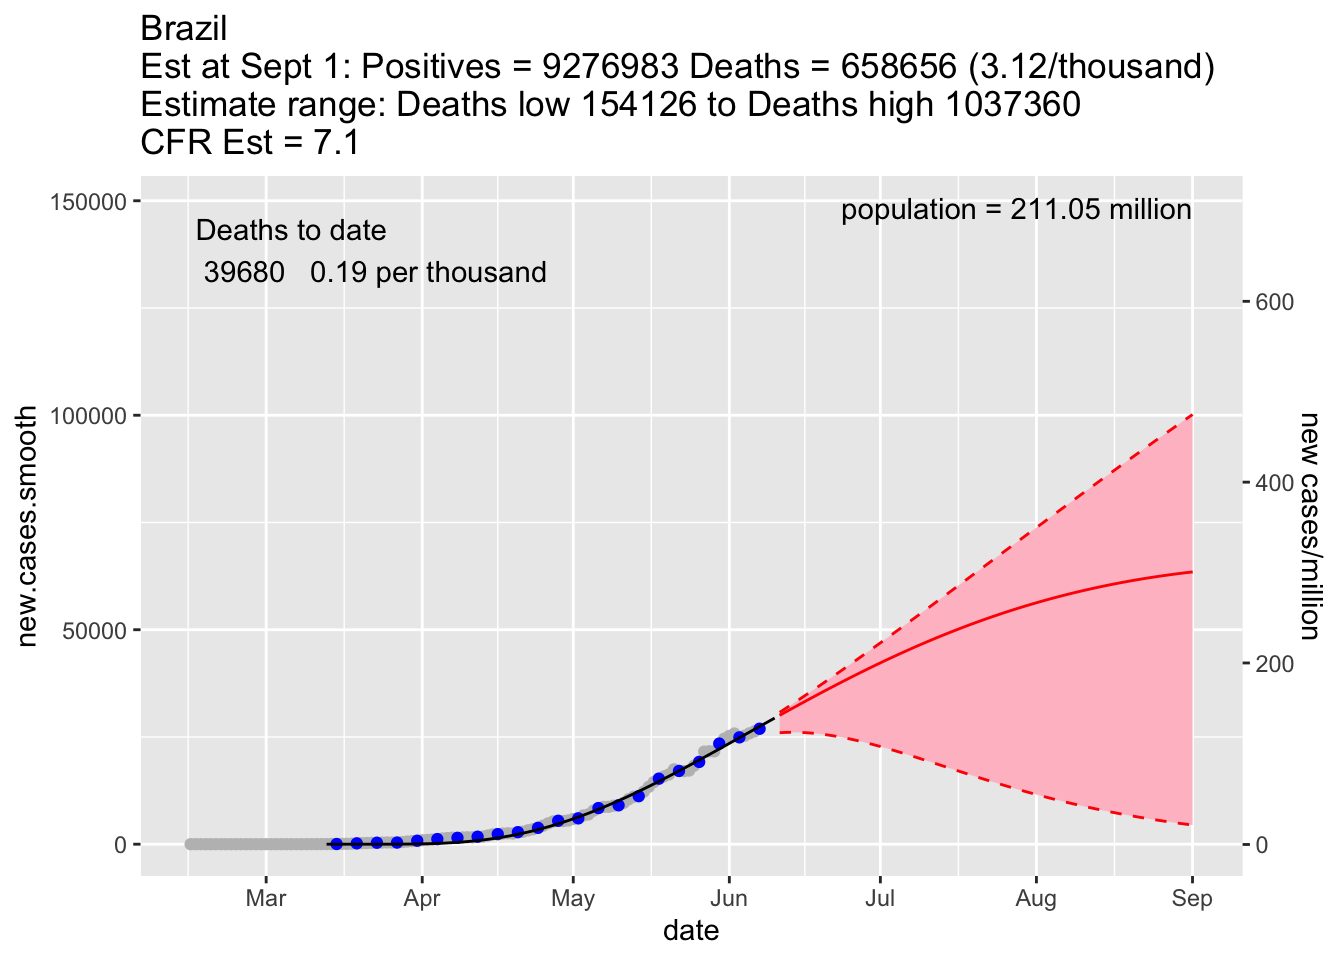 Brazil
Est at Sept 1: Positives = 9276983 Deaths = 658656 (3.12/thousand)
Estimate range: Deaths low 154126 to Deaths high 1037360
CFR Est = 7.1
150000
100000
50000
0
new.cases.smooth
Deaths to date
39680 0.19 per thousand
population = 211.05 million
600
400
200
0
new cases/million
Mar Apr May Jun Jul Aug Sep
date